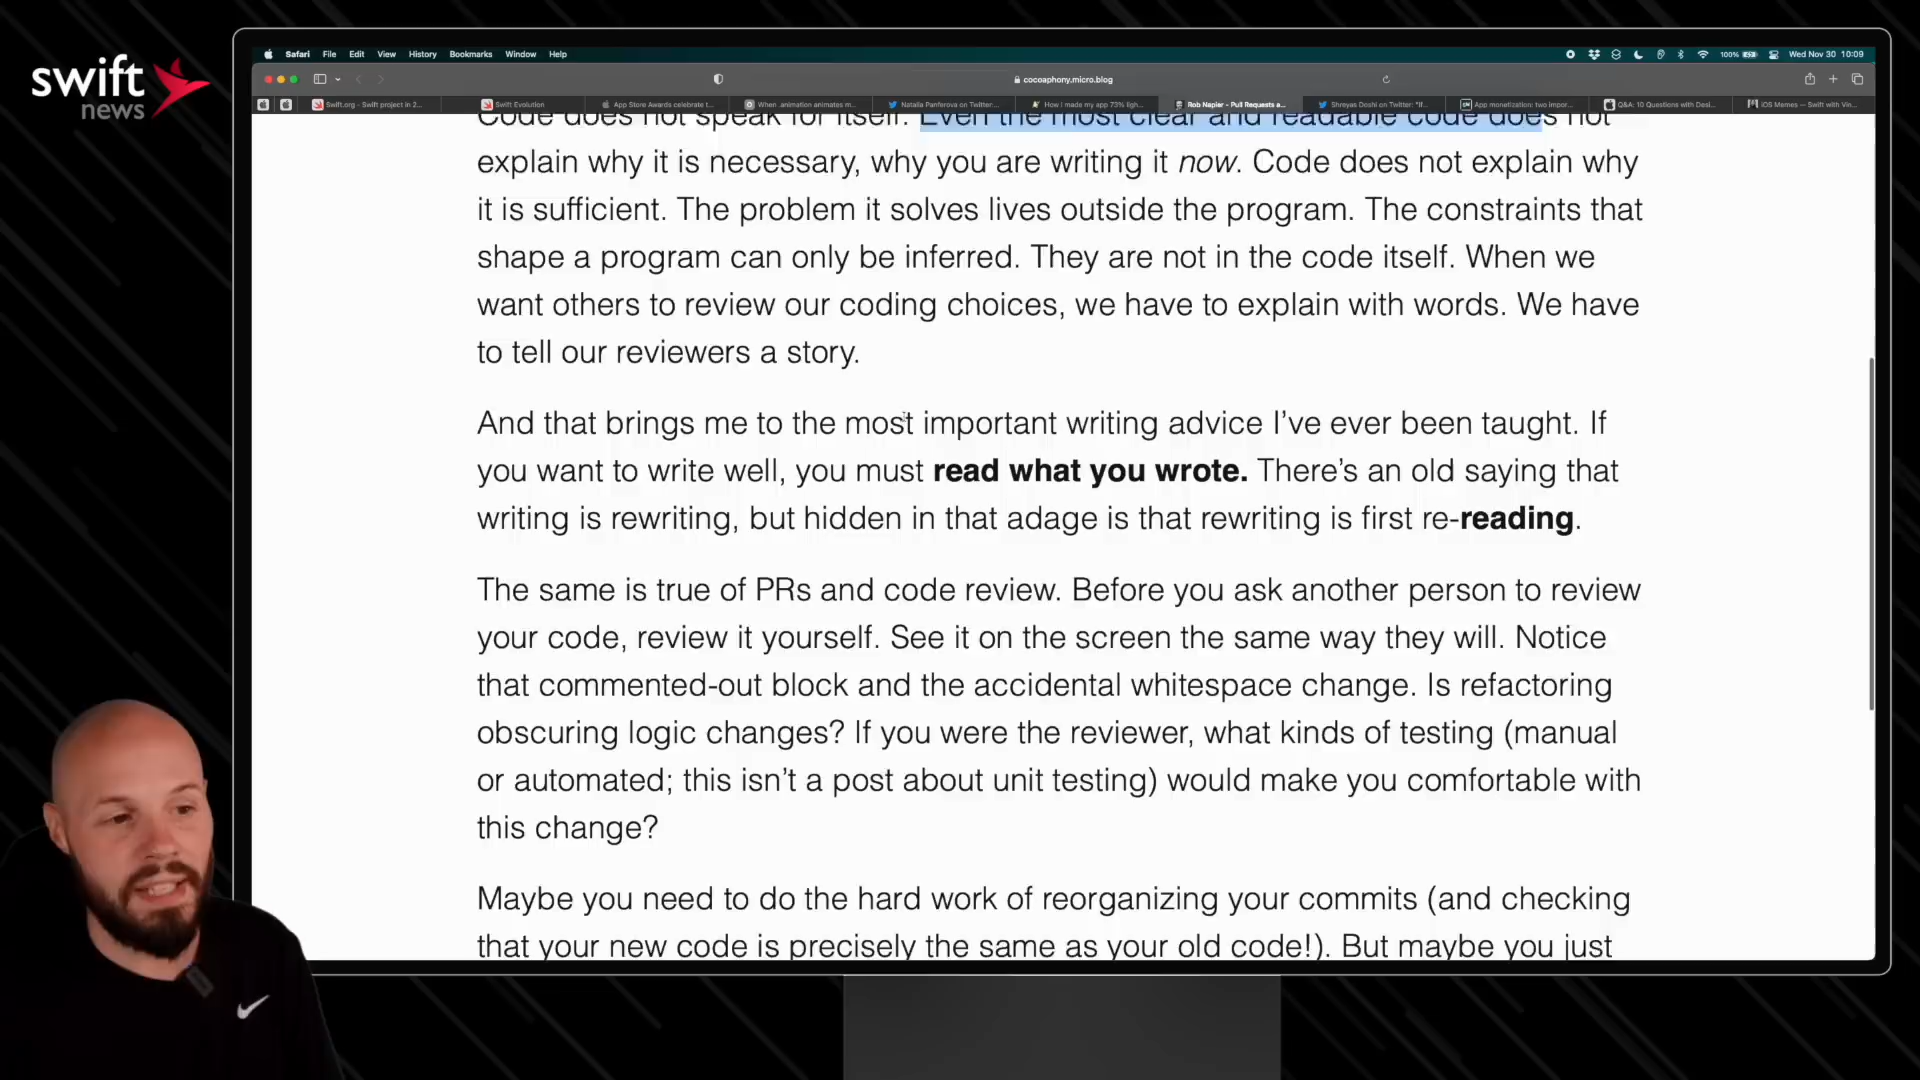 swift
news
Safari File Edit View History Bookmarks Window Help
100%
Wed Nov 30 10:09
cocoaphony.micro.blog
Swift.org - Swift project in 2...
Swift Evolution
App Store Awards celebrate t...
When .animation animates m...
Natalia Panferova on Twitter:...
How I made my app 73% ligh...
Rob Napier - Pull Requests a...
Shreyas Doshi on Twitter: "If...
App monetization: two impor...
Q&A: 10 Questions with Desi...
iOS Memes — Swift with Vin...
Code does not speak for itself. Even the most clear and readable code does not
explain why it is necessary, why you are writing it now. Code does not explain why
it is sufficient. The problem it solves lives outside the program. The constraints that
shape a program can only be inferred. They are not in the code itself. When we
want others to review our coding choices, we have to explain with words. We have
to tell our reviewers a story.
And that brings me to the most important writing advice I’ve ever been taught. If
you want to write well, you must read what you wrote. There’s an old saying that
writing is rewriting, but hidden in that adage is that rewriting is first re-reading.
The same is true of PRs and code review. Before you ask another person to review
your code, review it yourself. See it on the screen the same way they will. Notice
that commented-out block and the accidental whitespace change. Is refactoring
obscuring logic changes? If you were the reviewer, what kinds of testing (manual
or automated; this isn’t a post about unit testing) would make you comfortable with
this change?
Maybe you need to do the hard work of reorganizing your commits (and checking
that your new code is precisely the same as your old code!). But maybe you just